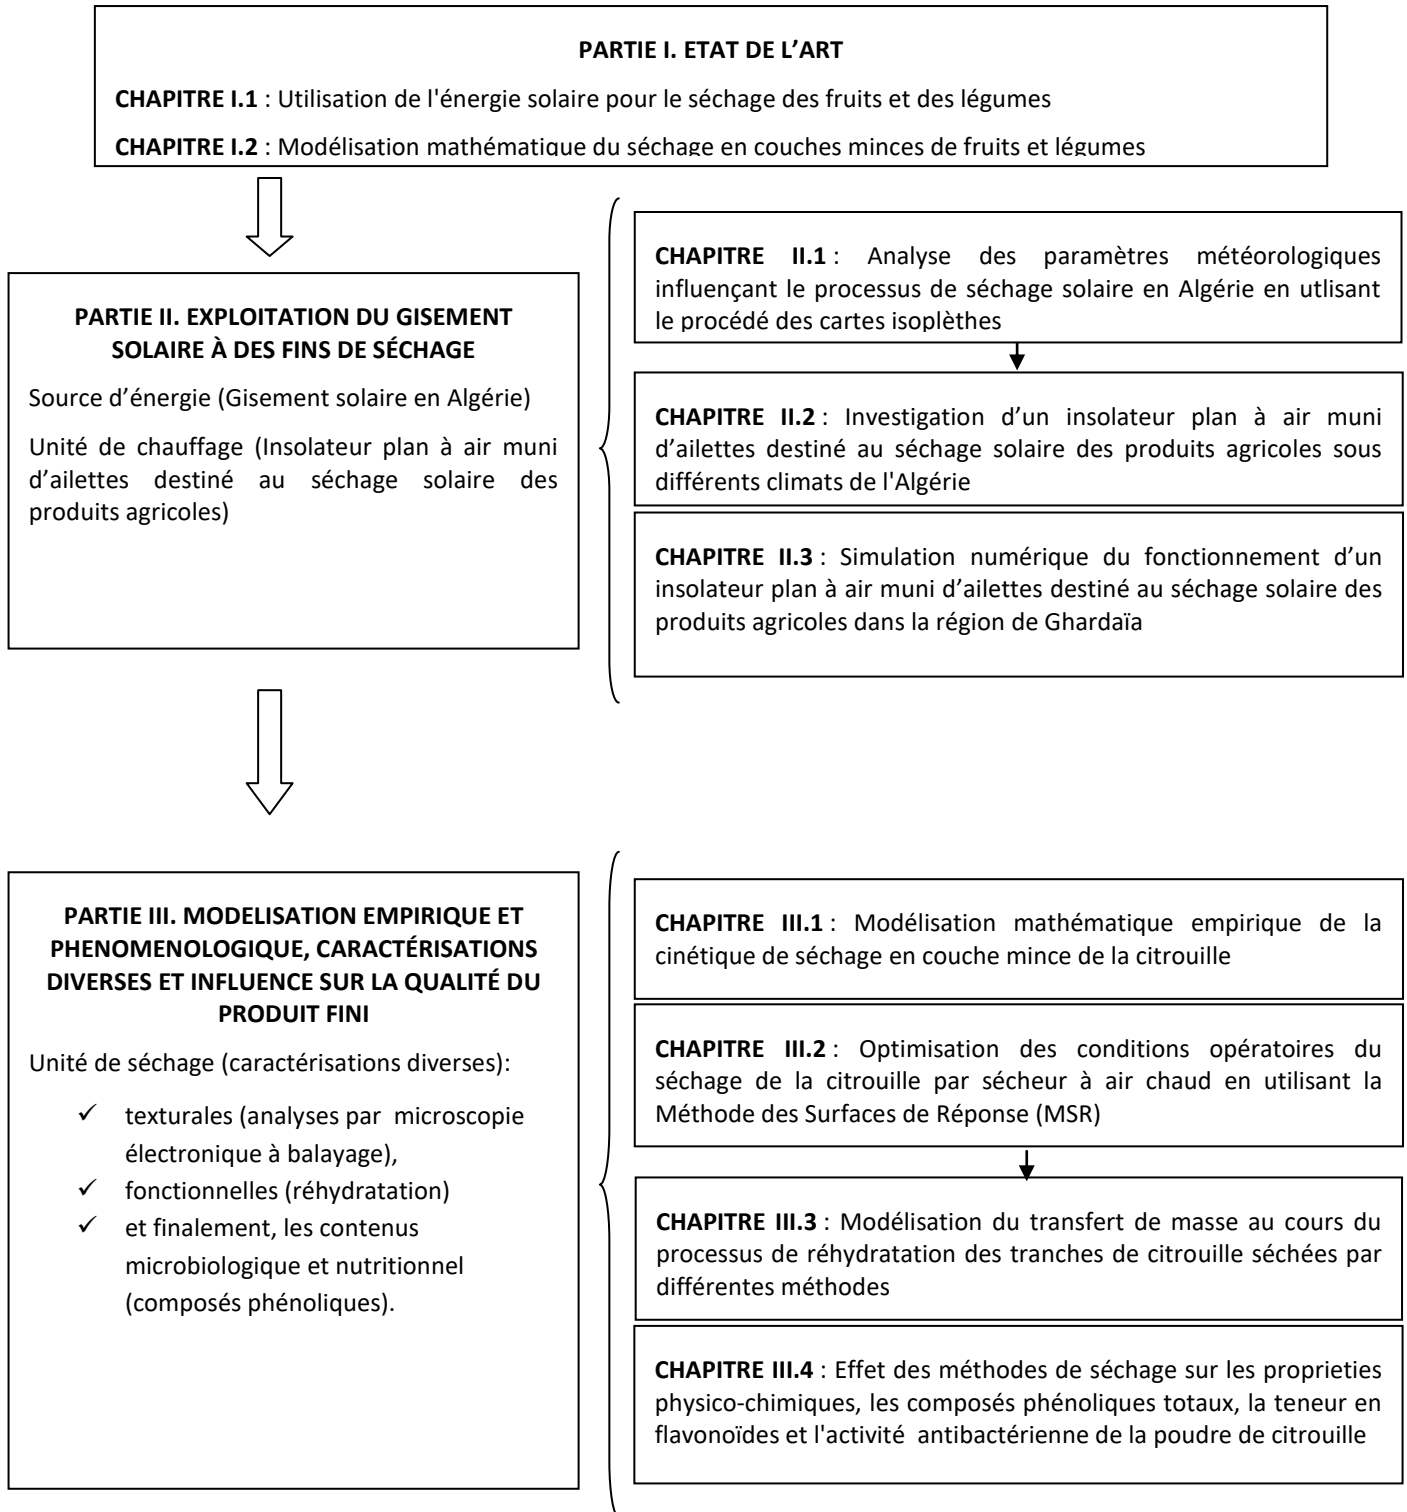 PARTIE I. ETAT DE L’ART
CHAPITRE I.1 : Utilisation de l'énergie solaire pour le séchage des fruits et des légumes
CHAPITRE I.2 : Modélisation mathématique du séchage en couches minces de fruits et légumes
PARTIE II. EXPLOITATION DU GISEMENT
SOLAIRE À DES FINS DE SÉCHAGE
Source d’énergie (Gisement solaire en Algérie)
Unité de chauffage (Insolateur plan à air muni
d’ailettes destiné au séchage solaire des
produits agricoles)
CHAPITRE II.1 : Analyse des paramètres météorologiques
influençant le processus de séchage solaire en Algérie en utlisant
le procédé des cartes isoplèthes
CHAPITRE II.2 : Investigation d’un insolateur plan à air muni
d’ailettes destiné au séchage solaire des produits agricoles sous
différents climats de l'Algérie
CHAPITRE II.3 : Simulation numérique du fonctionnement d’un
insolateur plan à air muni d’ailettes destiné au séchage solaire des
produits agricoles dans la région de Ghardaïa
PARTIE III. MODELISATION EMPIRIQUE ET
PHENOMENOLOGIQUE, CARACTÉRISATIONS
DIVERSES ET INFLUENCE SUR LA QUALITÉ DU
PRODUIT FINI
Unité de séchage (caractérisations diverses):
✓ texturales (analyses par microscopie
électronique à balayage),
✓ fonctionnelles (réhydratation)
✓ et finalement, les contenus
microbiologique et nutritionnel
(composés phénoliques).
CHAPITRE III.1 : Modélisation mathématique empirique de la
cinétique de séchage en couche mince de la citrouille
CHAPITRE III.2 : Optimisation des conditions opératoires du
séchage de la citrouille par sécheur à air chaud en utilisant la
Méthode des Surfaces de Réponse (MSR)
CHAPITRE III.3 : Modélisation du transfert de masse au cours du
processus de réhydratation des tranches de citrouille séchées par
différentes méthodes
CHAPITRE III.4 : Effet des méthodes de séchage sur les proprieties
physico-chimiques, les composés phénoliques totaux, la teneur en
flavonoïdes et l'activité antibactérienne de la poudre de citrouille